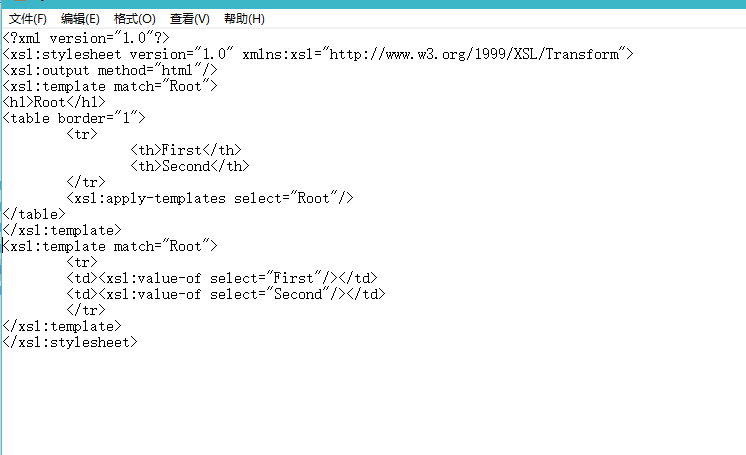 文件(F) 编辑(E) 格式(O) 查看(V) 帮助(H)
<?xml version="1.0"?>
<xsl:stylesheet version="1.0" xmlns:xsl="http://www.w3.org/1999/XSL/Transform">
<xsl:output method="html"/>
<xsl:template match="Root">
<h1>Root</h1>
<table border="1">
	<tr>
		<th>First</th>
		<th>Second</th>
	</tr>
	<xsl:apply-templates select="Root"/>
</table>
</xsl:template>
<xsl:template match="Root">
	<tr>
	<td><xsl:value-of select="First"/></td>
	<td><xsl:value-of select="Second"/></td>
	</tr>
</xsl:template>
</xsl:stylesheet>